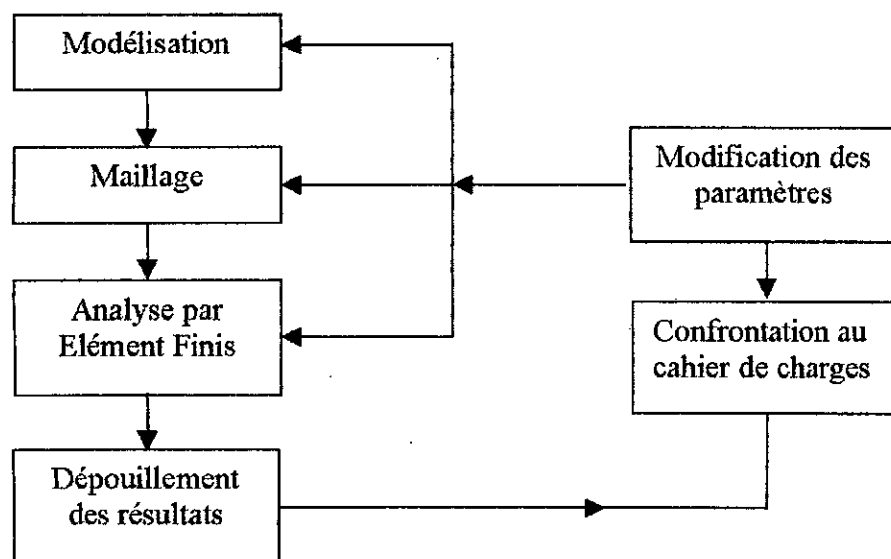 Modélisation
Maillage
Analyse par
Elément Finis
Dépouillement
des résultats
Modification des
paramètres
Confrontation au
cahier de charges